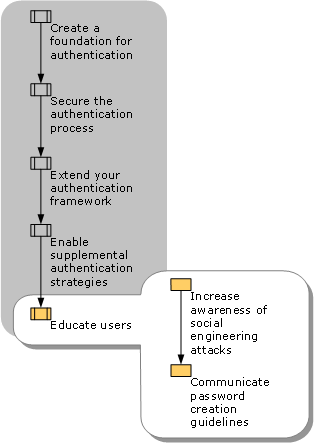 Create a
foundation for
authentication
Secure the
authentication
process
Extend your
authentication
framework
Enable
supplemental
authentication
strategies
Educate users
Increase
awareness of
social
engineering
attacks
Communicate
password
creation
guidelines